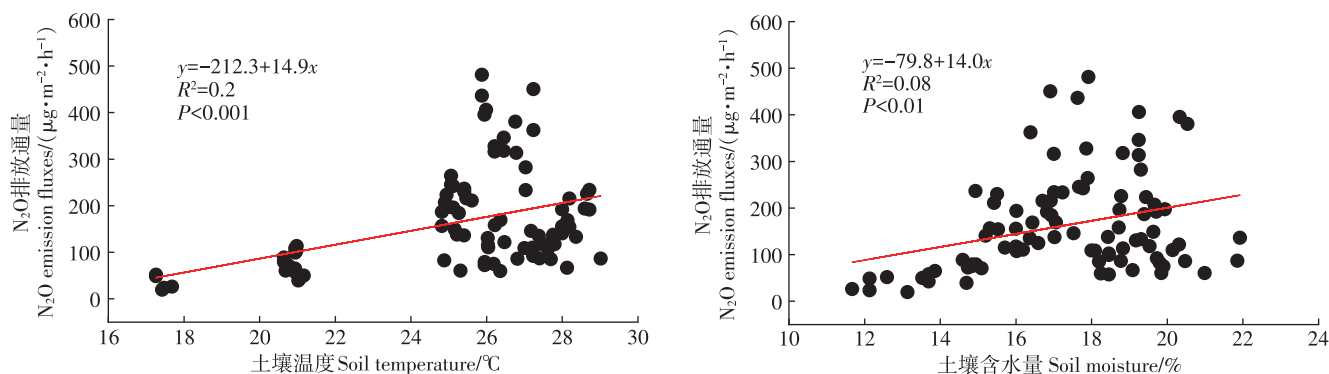 600
500
400
300
200
100
0
N₂O排放通量
N₂O emission fluxes/(μg•m⁻²•h⁻¹)
y=-212.3+14.9x
R²=0.2
P<0.001
16 18 20 22 24 26 28 30
土壤温度 Soil temperature/℃
600
500
400
300
200
100
0
N₂O排放通量
N₂O emission fluxes/(μg•m⁻²•h⁻¹)
y=-79.8+14.0x
R²=0.08
P<0.01
10 12 14 16 18 20 22 24
土壤含水量 Soil moisture/%